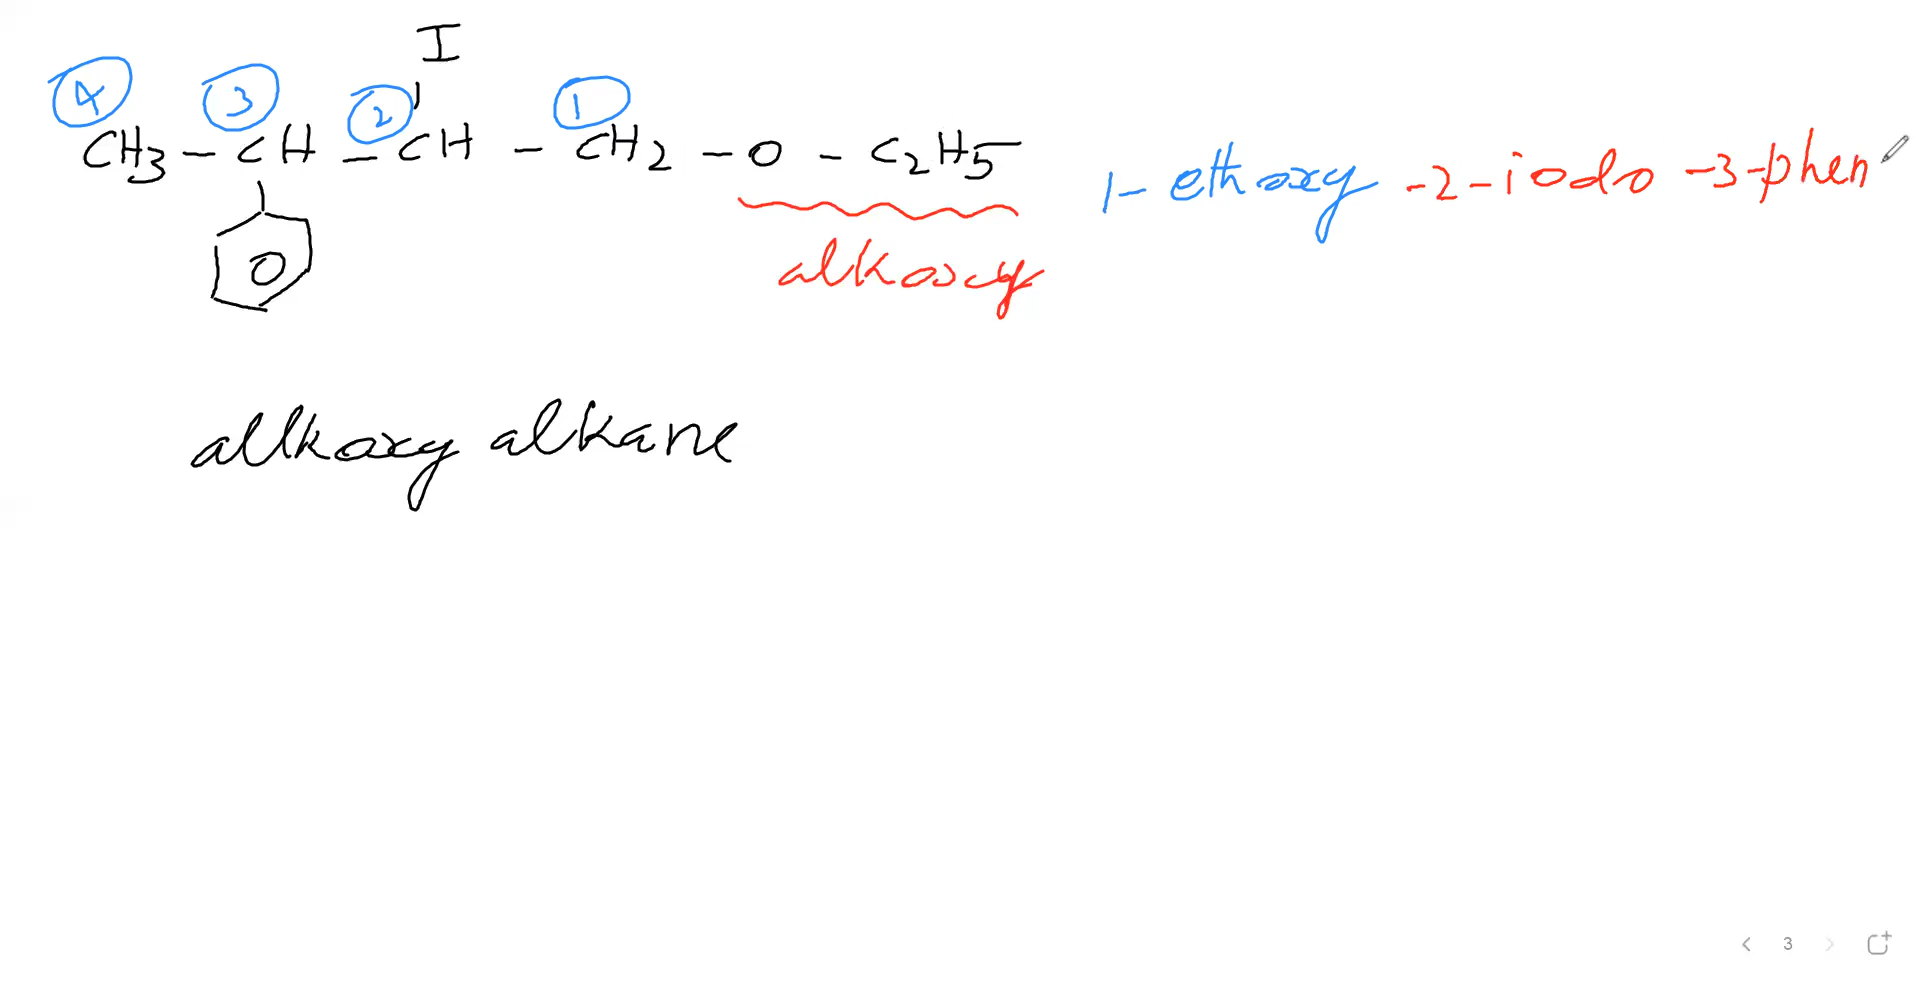 I
4 3 2 1
CH3 - CH - CH - CH2 - O - C2H5
1- ethoxy -2-iodo -3-phen
alkoxy
alkoxy alkane
3